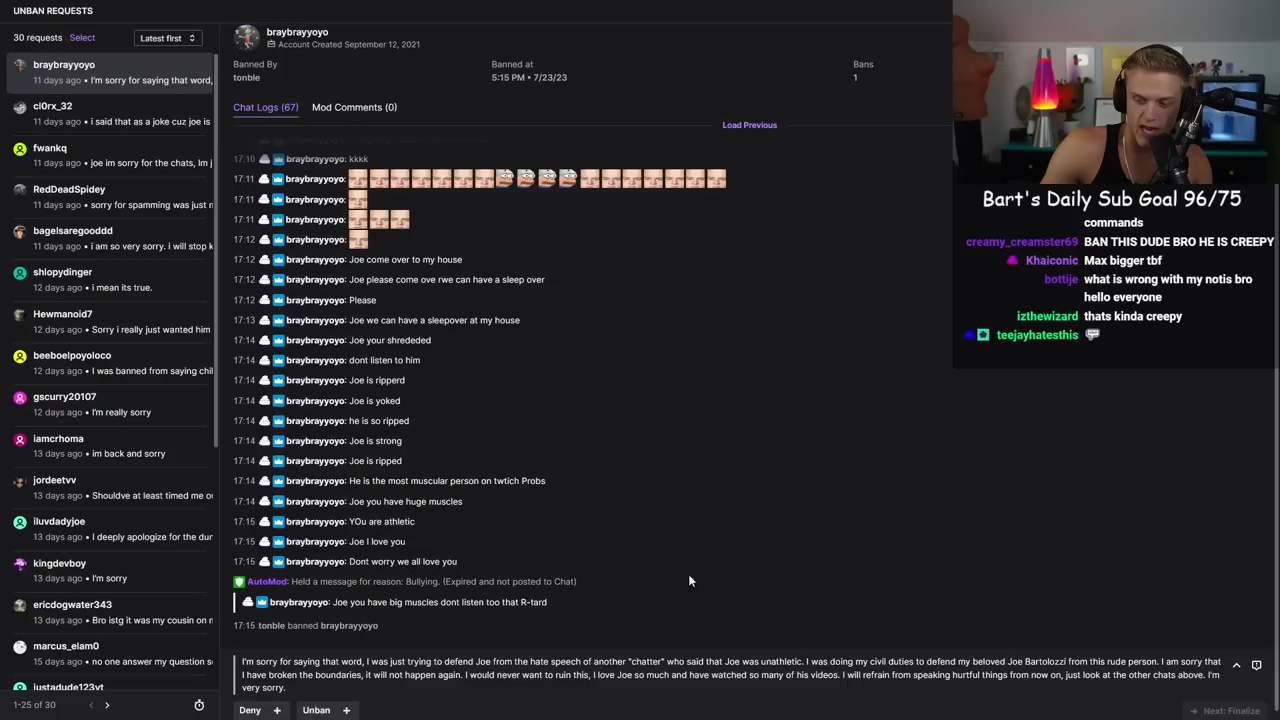 UNBAN REQUESTS
30 requests Select Latest first
braybrayyoyo
11 days ago • I'm sorry for saying that word,
cl0rx_32
11 days ago • i said that as a joke cuz joe is
fwankq
11 days ago • joe im sorry for the chats, Im j
RedDeadSpidey
11 days ago • sorry for spamming was just m
bagelsaregooddd
11 days ago • i am so very sorry. i will stop k
shlopydinger
12 days ago • i mean its true.
Hewmanoid7
12 days ago • Sorry i really just wanted him
beeboelpoyoloco
12 days ago • I was banned from saying chil
gscurry20107
12 days ago • I'm really sorry
iamcrhoma
13 days ago • im back and sorry
jordeetvv
13 days ago • Shouldve at least timed me ou
iluvdadyjoe
13 days ago • I deeply apologize for the dur
kingdevboy
13 days ago • I'm sorry
ericdogwater343
13 days ago • Bro istg it was my cousin on m
marcus_elam0
15 days ago • no one answer my question s
justadude123yt
1-25 of 30
braybrayyoyo
Account Created September 12, 2021
Banned By
tonble
Banned at
5:15 PM • 7/23/23
Bans
1
Chat Logs (67) Mod Comments (0)
Load Previous
17:10 braybrayyoyo: kkkk
17:11 braybrayyoyo:
17:11 braybrayyoyo:
17:11 braybrayyoyo:
17:12 braybrayyoyo:
17:12 braybrayyoyo: Joe come over to my house
17:12 braybrayyoyo: Joe please come ove rwe can have a sleep over
17:12 braybrayyoyo: Please
17:13 braybrayyoyo: Joe we can have a sleepover at my house
17:14 braybrayyoyo: Joe your shrededed
17:14 braybrayyoyo: dont listen to him
17:14 braybrayyoyo: Joe is ripperd
17:14 braybrayyoyo: Joe is yoked
17:14 braybrayyoyo: he is so ripped
17:14 braybrayyoyo: Joe is strong
17:14 braybrayyoyo: Joe is ripped
17:14 braybrayyoyo: He is the most muscular person on twtich Probs
17:14 braybrayyoyo: Joe you have huge muscles
17:15 braybrayyoyo: YOu are athletic
17:15 braybrayyoyo: Joe I love you
17:15 braybrayyoyo: Dont worry we all love you
AutoMod: Held a message for reason: Bullying. (Expired and not posted to Chat)
braybrayyoyo: Joe you have big muscles dont listen too that R-tard
17:15 tonble banned braybrayyoyo
I'm sorry for saying that word, I was just trying to defend Joe from the hate speech of another "chatter" who said that Joe was unathletic. I was doing my civil duties to defend my beloved Joe Bartolozzi from this rude person. I am sorry that
I have broken the boundaries, it will not happen again. I would never want to ruin this, I love Joe so much and have watched so many of his videos. I will refrain from speaking hurtful things from now on, just look at the other chats above. I'm
very sorry.
Deny + Unban + Next: Finalize
Bart's Daily Sub Goal 96/75
commands
creamy_creamster69 BAN THIS DUDE BRO HE IS CREEPY
Khaiconic Max bigger tbf
bottije what is wrong with my notis bro
hello everyone
izthewizard thats kinda creepy
teejayhatesthis